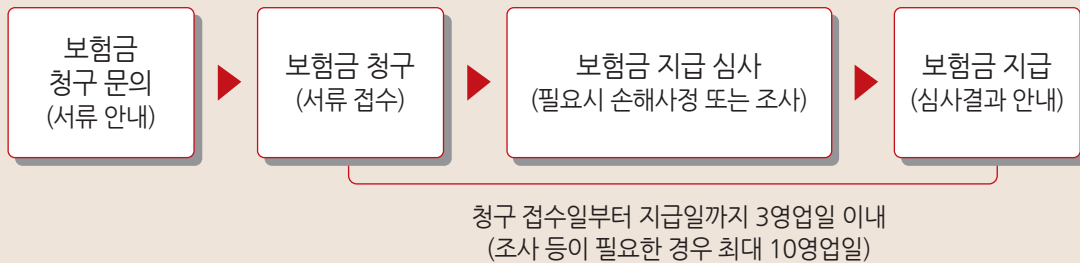 보험금
청구 문의
(서류 안내)
보험금 청구
(서류 접수)
보험금 지급 심사
(필요시 손해사정 또는 조사)
보험금 지급
(심사결과 안내)
청구 접수일부터 지급일까지 3영업일 이내
(조사 등이 필요한 경우 최대 10영업일)